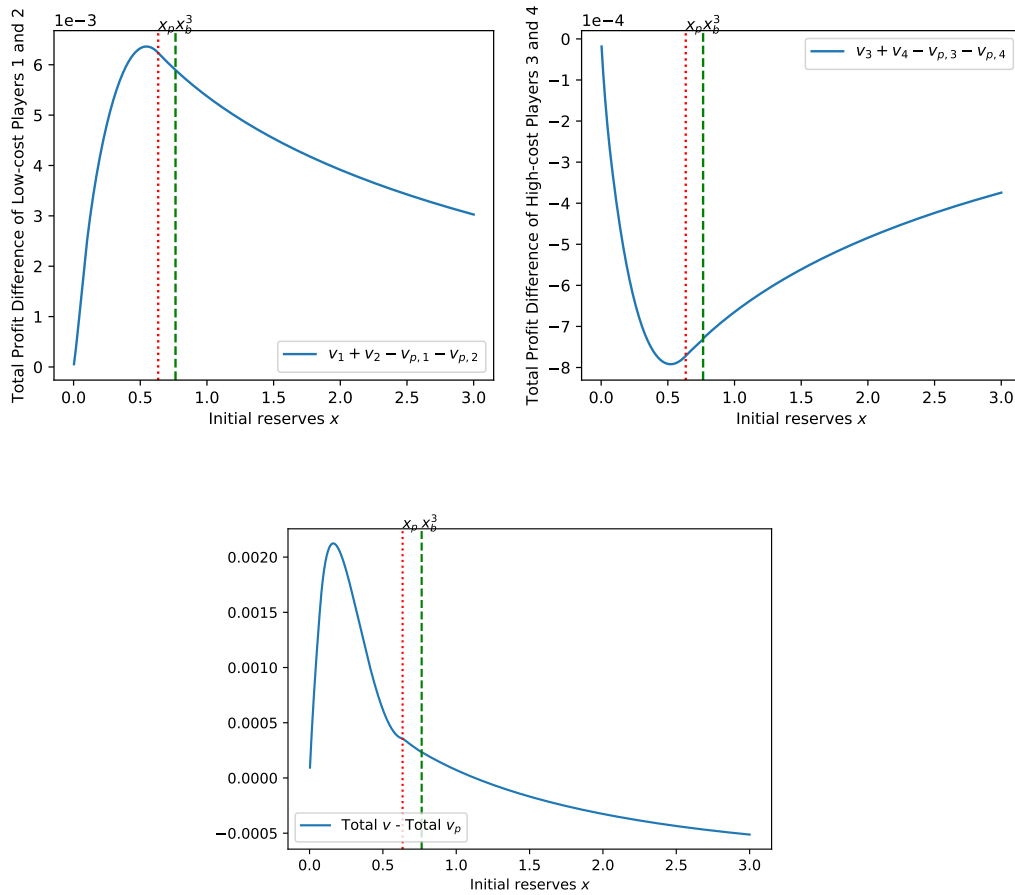 1e−3
x_p x_b^3
Total Profit Difference of Low-cost Players 1 and 2
6
5
4
3
2
1
0
v_1 + v_2 − v_{p,1} − v_{p,2}
0.0 0.5 1.0 1.5 2.0 2.5 3.0
Initial reserves x
1e−4
x_p x_b^3
Total Profit Difference of High-cost Players 3 and 4
0
−1
−2
−3
−4
−5
−6
−7
−8
v_3 + v_4 − v_{p,3} − v_{p,4}
0.0 0.5 1.0 1.5 2.0 2.5 3.0
Initial reserves x
x_p x_b^3
0.0020
0.0015
0.0010
0.0005
0.0000
−0.0005
Total v - Total v_p
0.0 0.5 1.0 1.5 2.0 2.5 3.0
Initial reserves x